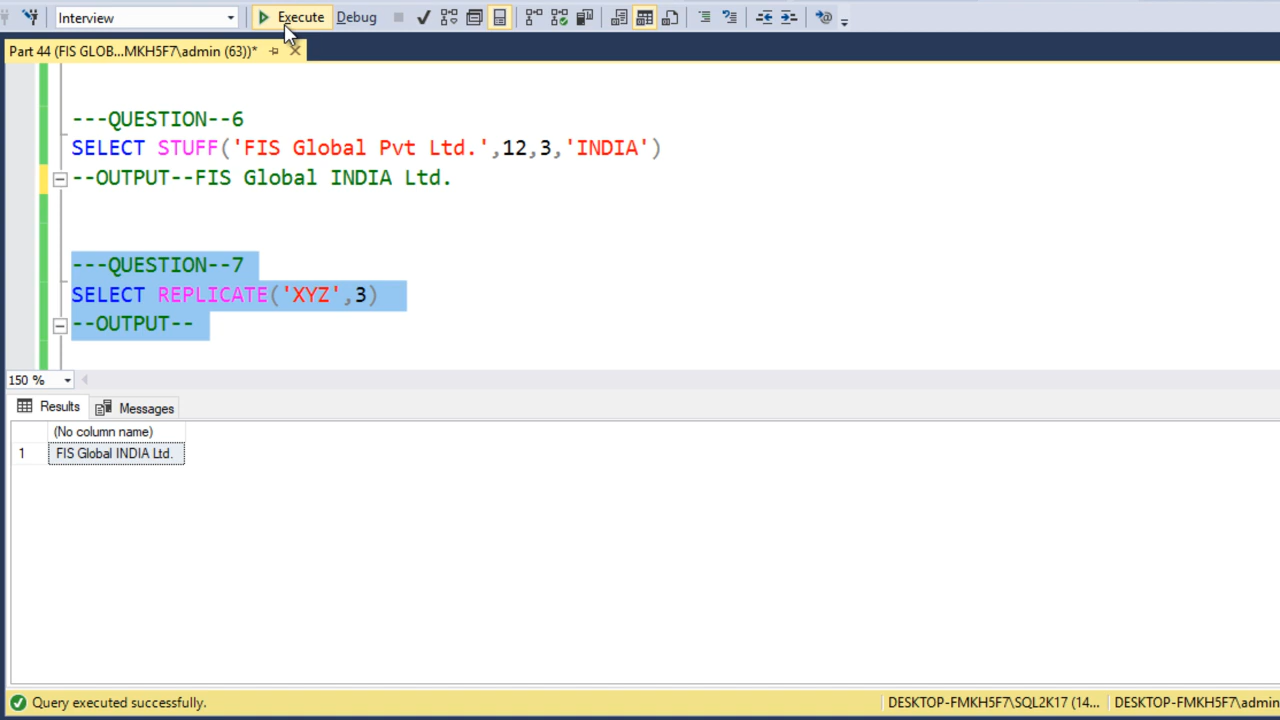 Interview
Execute
Debug
Part 44 (FIS GLOB...MKH5F7\admin (63))*
---QUESTION--6
SELECT STUFF('FIS Global Pvt Ltd.',12,3,'INDIA')
--OUTPUT--FIS Global INDIA Ltd.
---QUESTION--7
SELECT REPLICATE('XYZ',3)
--OUTPUT--
150 %
Results
Messages
(No column name)
1 FIS Global INDIA Ltd.
Query executed successfully.
DESKTOP-FMKH5F7\SQL2K17 (14...
DESKTOP-FMKH5F7\admin